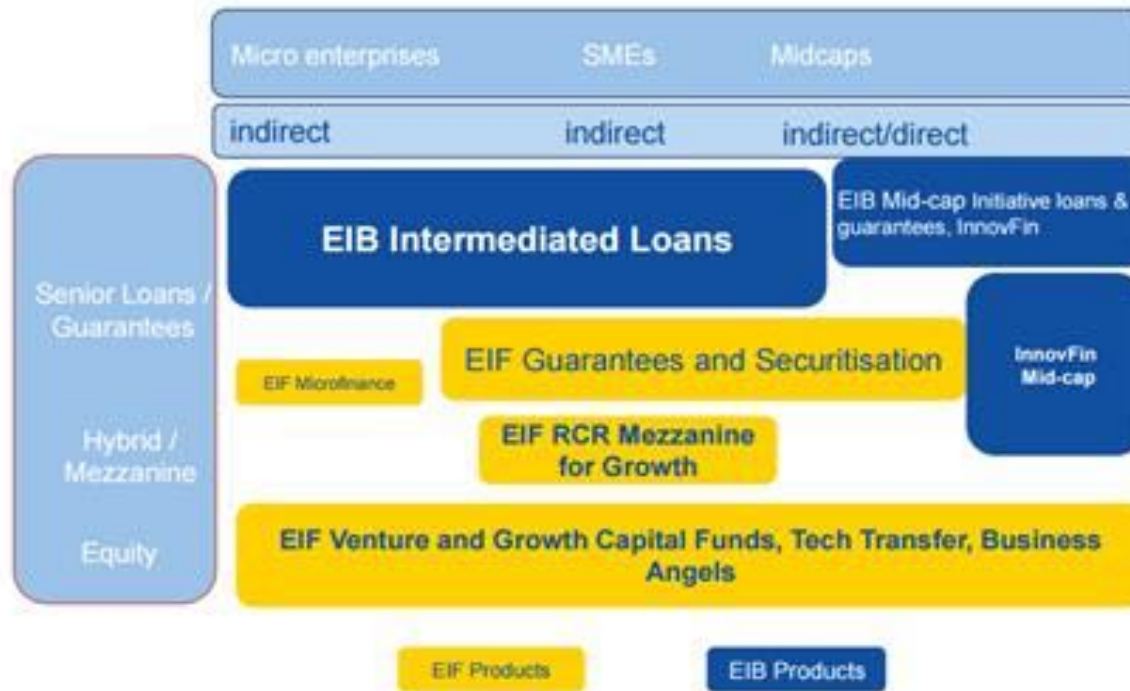 Micro enterprises SMEs Midcaps
indirect indirect indirect/direct
EIB Intermediated Loans
EIB Mid-cap Initiative loans &
guarantees, InnovFin
Senior Loans /
Guarantees
EIF Guarantees and Securitisation
InnovFin
Mid-cap
EIF Microfinance
Hybrid /
Mezzanine
EIF RCR Mezzanine
for Growth
Equity
EIF Venture and Growth Capital Funds, Tech Transfer, Business
Angels
EIF Products EIB Products